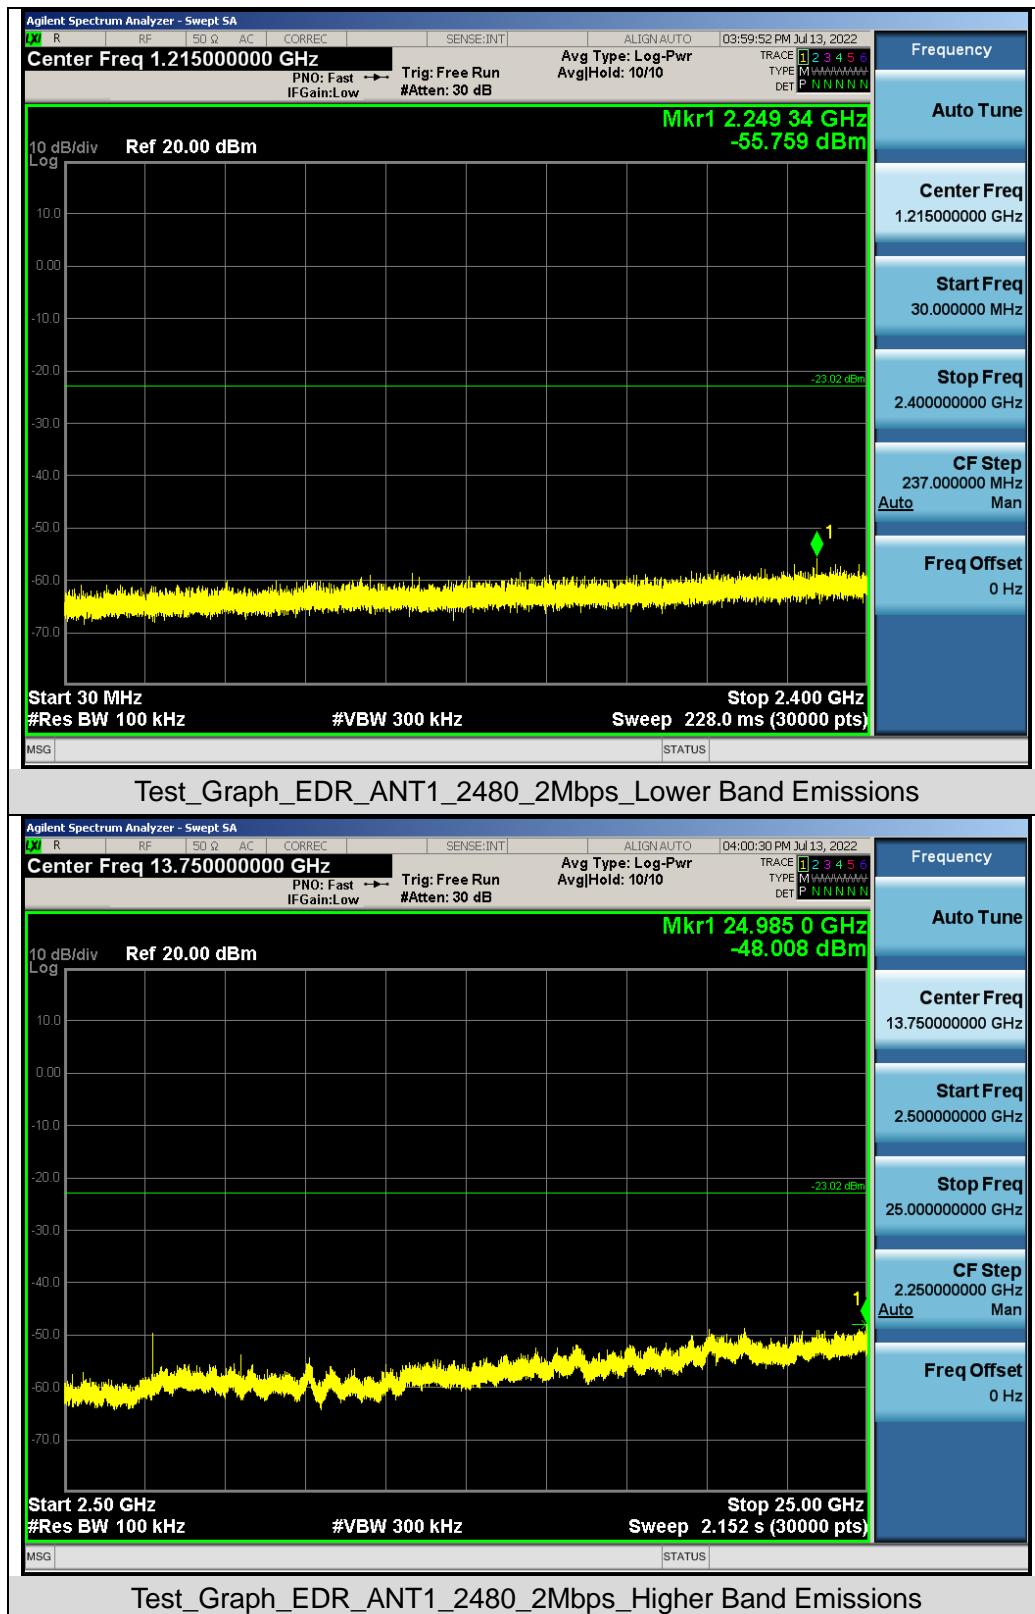 Agilent Spectrum Analyzer - Swept SA
LXI R RF 50 Ω AC CORREC SENSE:INT ALIGN AUTO 03:59:52 PM Jul 13, 2022
Center Freq 1.215000000 GHz
PNO: Fast
IFGain:Low
Trig: Free Run
#Atten: 30 dB
Avg Type: Log-Pwr
Avg|Hold: 10/10
TRACE 1 2 3 4 5 6
TYPE M
DET P N N N N N
Mkr1 2.249 34 GHz
-55.759 dBm
10 dB/div
Log
Ref 20.00 dBm
10.0
0.00
-10.0
-20.0
-23.02 dBm
-30.0
-40.0
-50.0
1
-60.0
-70.0
Start 30 MHz
Stop 2.400 GHz
#Res BW 100 kHz
#VBW 300 kHz
Sweep 228.0 ms (30000 pts)
MSG
STATUS
Frequency
Auto Tune
Center Freq
1.215000000 GHz
Start Freq
30.000000 MHz
Stop Freq
2.400000000 GHz
CF Step
237.000000 MHz
Auto Man
Freq Offset
0 Hz
Test_Graph_EDR_ANT1_2480_2Mbps_Lower Band Emissions
Agilent Spectrum Analyzer - Swept SA
LXI R RF 50 Ω AC CORREC SENSE:INT ALIGN AUTO 04:00:30 PM Jul 13, 2022
Center Freq 13.750000000 GHz
PNO: Fast
IFGain:Low
Trig: Free Run
#Atten: 30 dB
Avg Type: Log-Pwr
Avg|Hold: 10/10
TRACE 1 2 3 4 5 6
TYPE M
DET P N N N N N
Mkr1 24.985 0 GHz
-48.008 dBm
10 dB/div
Log
Ref 20.00 dBm
10.0
0.00
-10.0
-20.0
-23.02 dBm
-30.0
-40.0
1
-50.0
-60.0
-70.0
Start 2.50 GHz
Stop 25.00 GHz
#Res BW 100 kHz
#VBW 300 kHz
Sweep 2.152 s (30000 pts)
MSG
STATUS
Frequency
Auto Tune
Center Freq
13.750000000 GHz
Start Freq
2.500000000 GHz
Stop Freq
25.000000000 GHz
CF Step
2.250000000 GHz
Auto Man
Freq Offset
0 Hz
Test_Graph_EDR_ANT1_2480_2Mbps_Higher Band Emissions